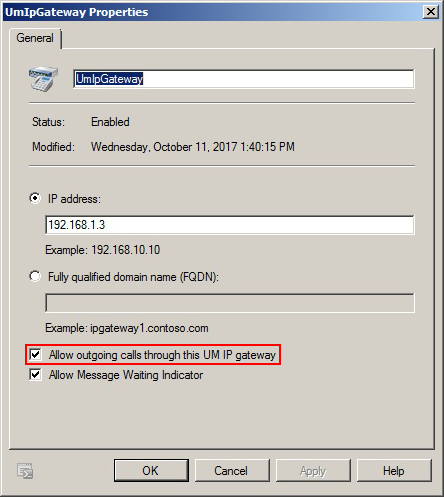 UmIpGateway Properties
General
UmIpGateway
Status: Enabled
Modified: Wednesday, October 11, 2017 1:40:15 PM
IP address:
192.168.1.3
Example: 192.168.10.10
Fully qualified domain name (FQDN):
Example: ipgateway1.contoso.com
Allow outgoing calls through this UM IP gateway
Allow Message Waiting Indicator
OK Cancel Apply Help